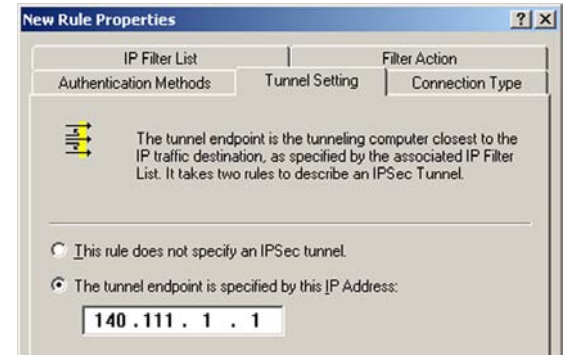 New Rule Properties
IP Filter List Filter Action
Authentication Methods Tunnel Setting Connection Type
The tunnel endpoint is the tunneling computer closest to the
IP traffic destination, as specified by the associated IP Filter
List. It takes two rules to describe an IPSec Tunnel.
This rule does not specify an IPSec tunnel.
The tunnel endpoint is specified by this IP Address:
140 . 111 . 1 . 1